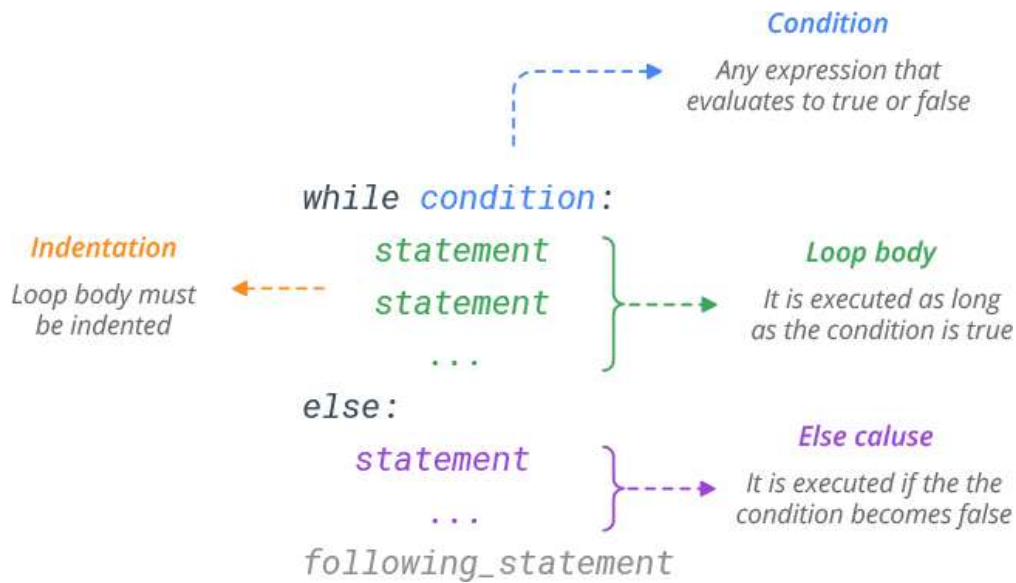 Condition
Any expression that
evaluates to true or false
while condition:
Indentation
Loop body must
be indented
statement
statement
...
Loop body
It is executed as long
as the condition is true
else:
statement
...
Else caluse
It is executed if the the
condition becomes false
following_statement